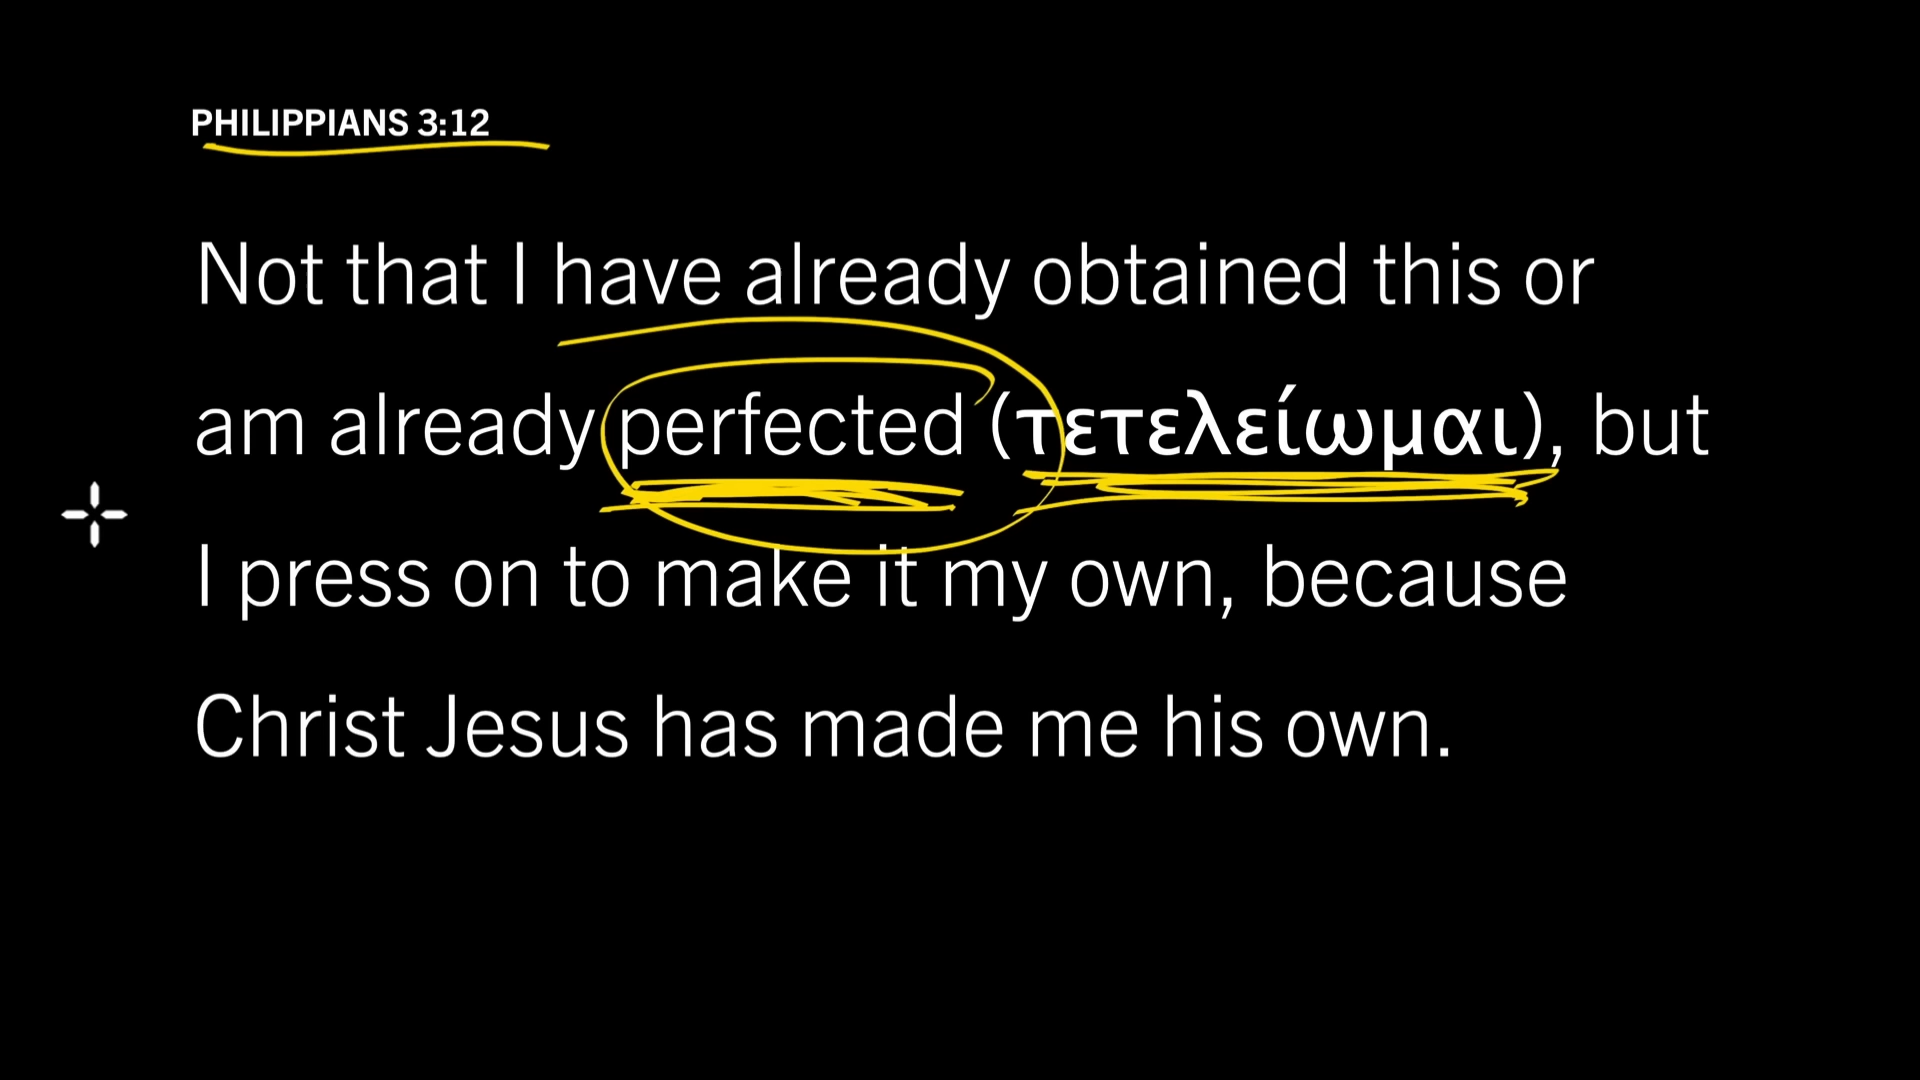 PHILIPPIANS 3:12
Not that I have already obtained this or
am already perfected (τετελείωμαι), but
I press on to make it my own, because
Christ Jesus has made me his own.